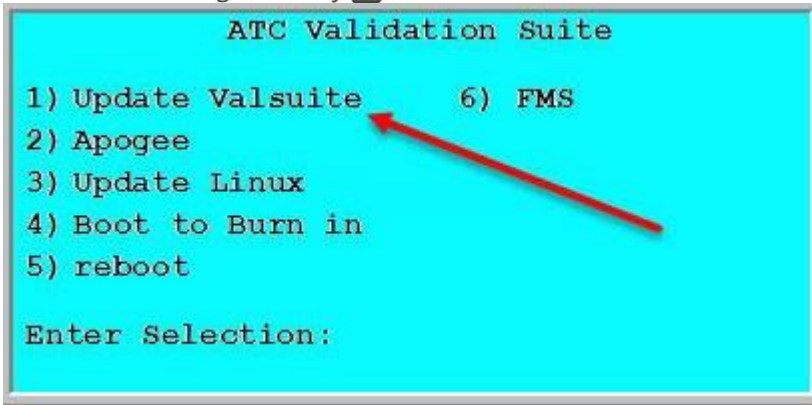 ATC Validation Suite
1) Update Valsuite 6) FMS
2) Apogee
3) Update Linux
4) Boot to Burn in
5) reboot
Enter Selection: